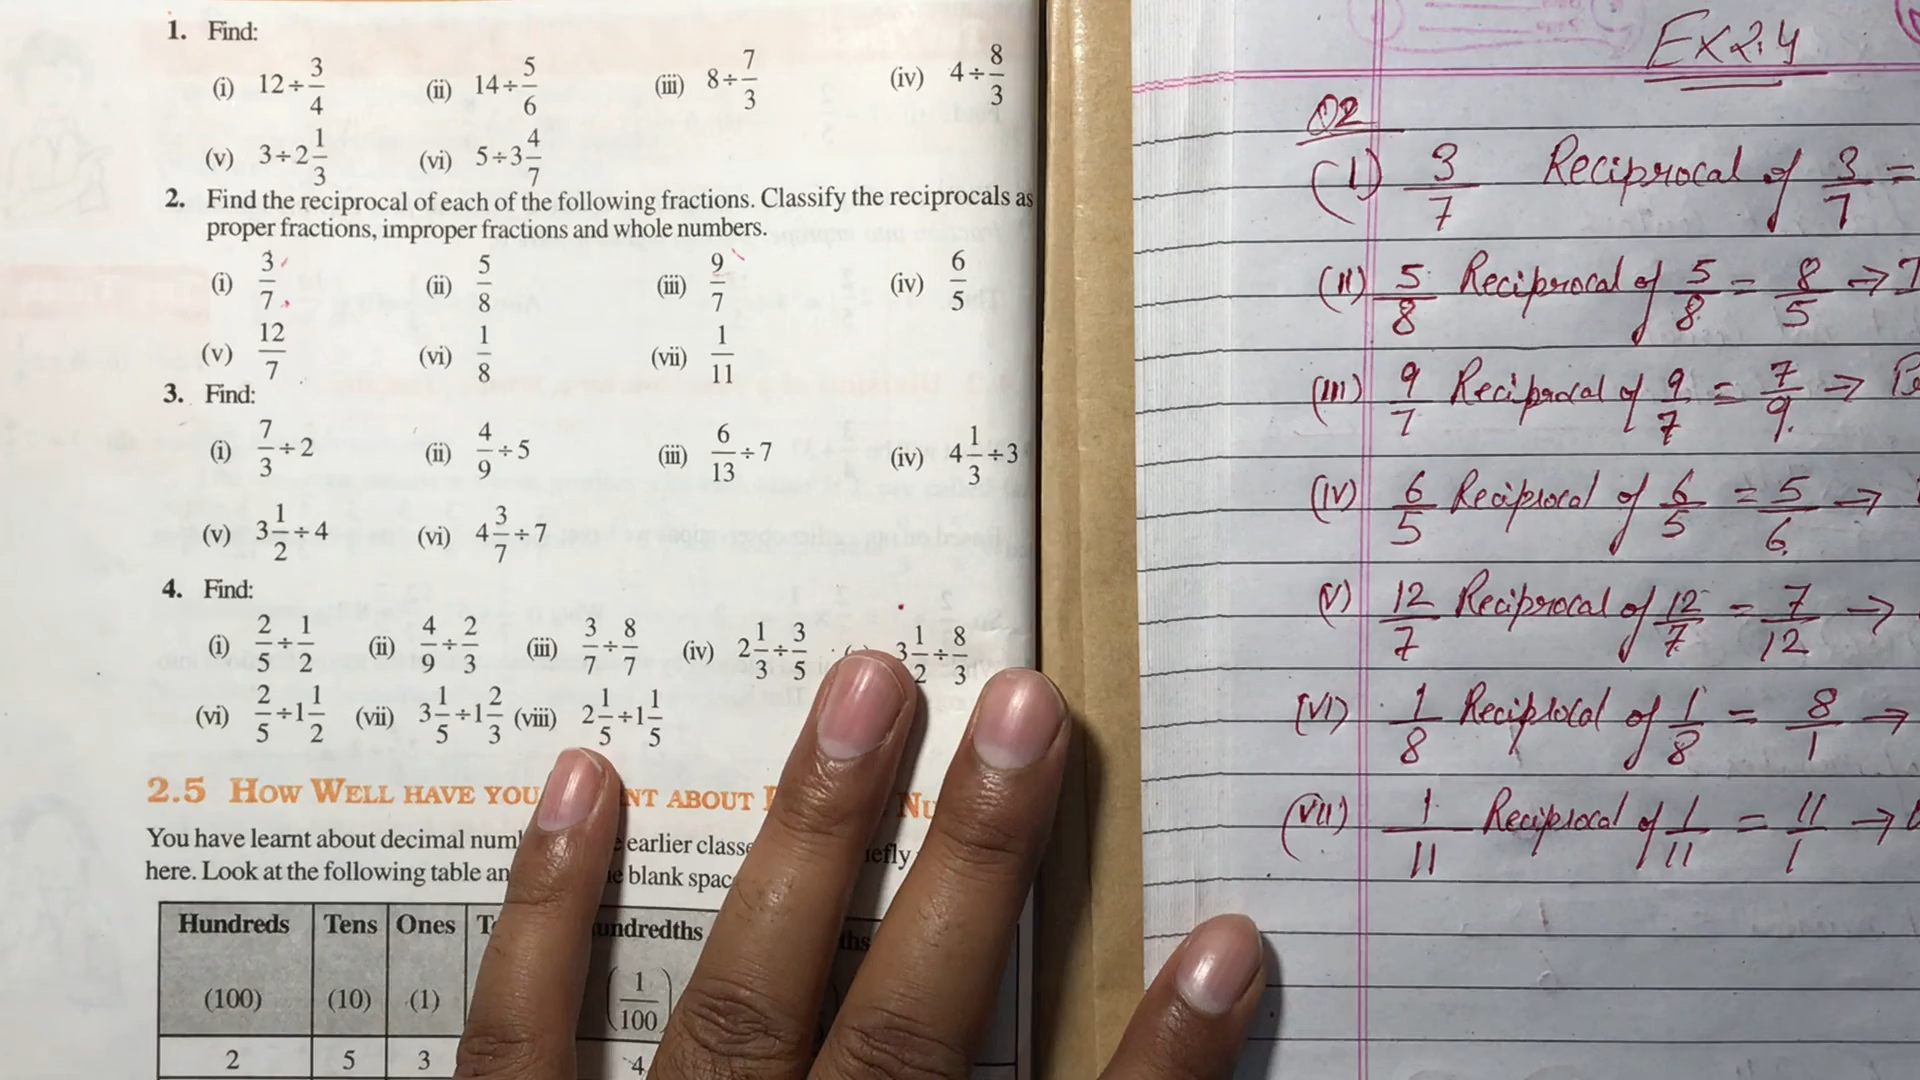 1. Find:
(i) 12 ÷ 3/4 (ii) 14 ÷ 5/6 (iii) 8 ÷ 7/3 (iv) 4 ÷ 8/3
(v) 3 ÷ 2 1/3 (vi) 5 ÷ 3 4/7
2. Find the reciprocal of each of the following fractions. Classify the reciprocals as
proper fractions, improper fractions and whole numbers.
(i) 3/7 (ii) 5/8 (iii) 9/7 (iv) 6/5
(v) 12/7 (vi) 1/8 (vii) 1/11
3. Find:
(i) 7/3 ÷ 2 (ii) 4/9 ÷ 5 (iii) 6/13 ÷ 7 (iv) 4 1/3 ÷ 3
(v) 3 1/2 ÷ 4 (vi) 4 3/7 ÷ 7
4. Find:
(i) 2/5 ÷ 1/2 (ii) 4/9 ÷ 2/3 (iii) 3/7 ÷ 8/7 (iv) 2 1/3 ÷ 3/5 3 1/2 ÷ 8/3
(vi) 2/5 ÷ 1 1/2 (vii) 3 1/5 ÷ 1 2/3 (viii) 2 1/5 ÷ 1 1/5
2.5 HOW WELL HAVE YOU ABOUT
You have learnt about decimal earlier
here. Look at the following table blank
Hundreds Tens Ones
(100) (10) (1) (1/100)
2 5 3 4
Ex 2.4
Q2
(I) 3/7 Reciprocal of 3/7 =
(II) 5/8 Reciprocal of 5/8 = 8/5 ⇒
(III) 9/7 Reciprocal of 9/7 = 7/9 ⇒
(IV) 6/5 Reciprocal of 6/5 = 5/6 ⇒
(V) 12/7 Reciprocal of 12/7 = 7/12 →
(VI) 1/8 Reciprocal of 1/8 = 8/1 →
(VII) 1/11 Reciprocal of 1/11 = 11/1 →